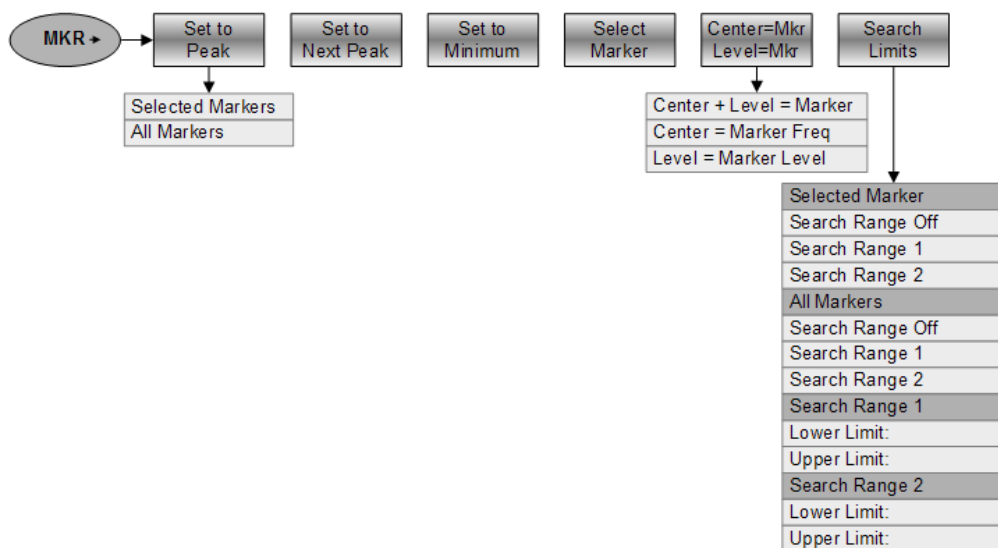 MKR
Set to
Peak
Set to
Next Peak
Set to
Minimum
Select
Marker
Center=Mkr
Level=Mkr
Search
Limits
Selected Markers
All Markers
Center + Level = Marker
Center = Marker Freq
Level = Marker Level
Selected Marker
Search Range Off
Search Range 1
Search Range 2
All Markers
Search Range Off
Search Range 1
Search Range 2
Search Range 1
Lower Limit:
Upper Limit:
Search Range 2
Lower Limit:
Upper Limit: